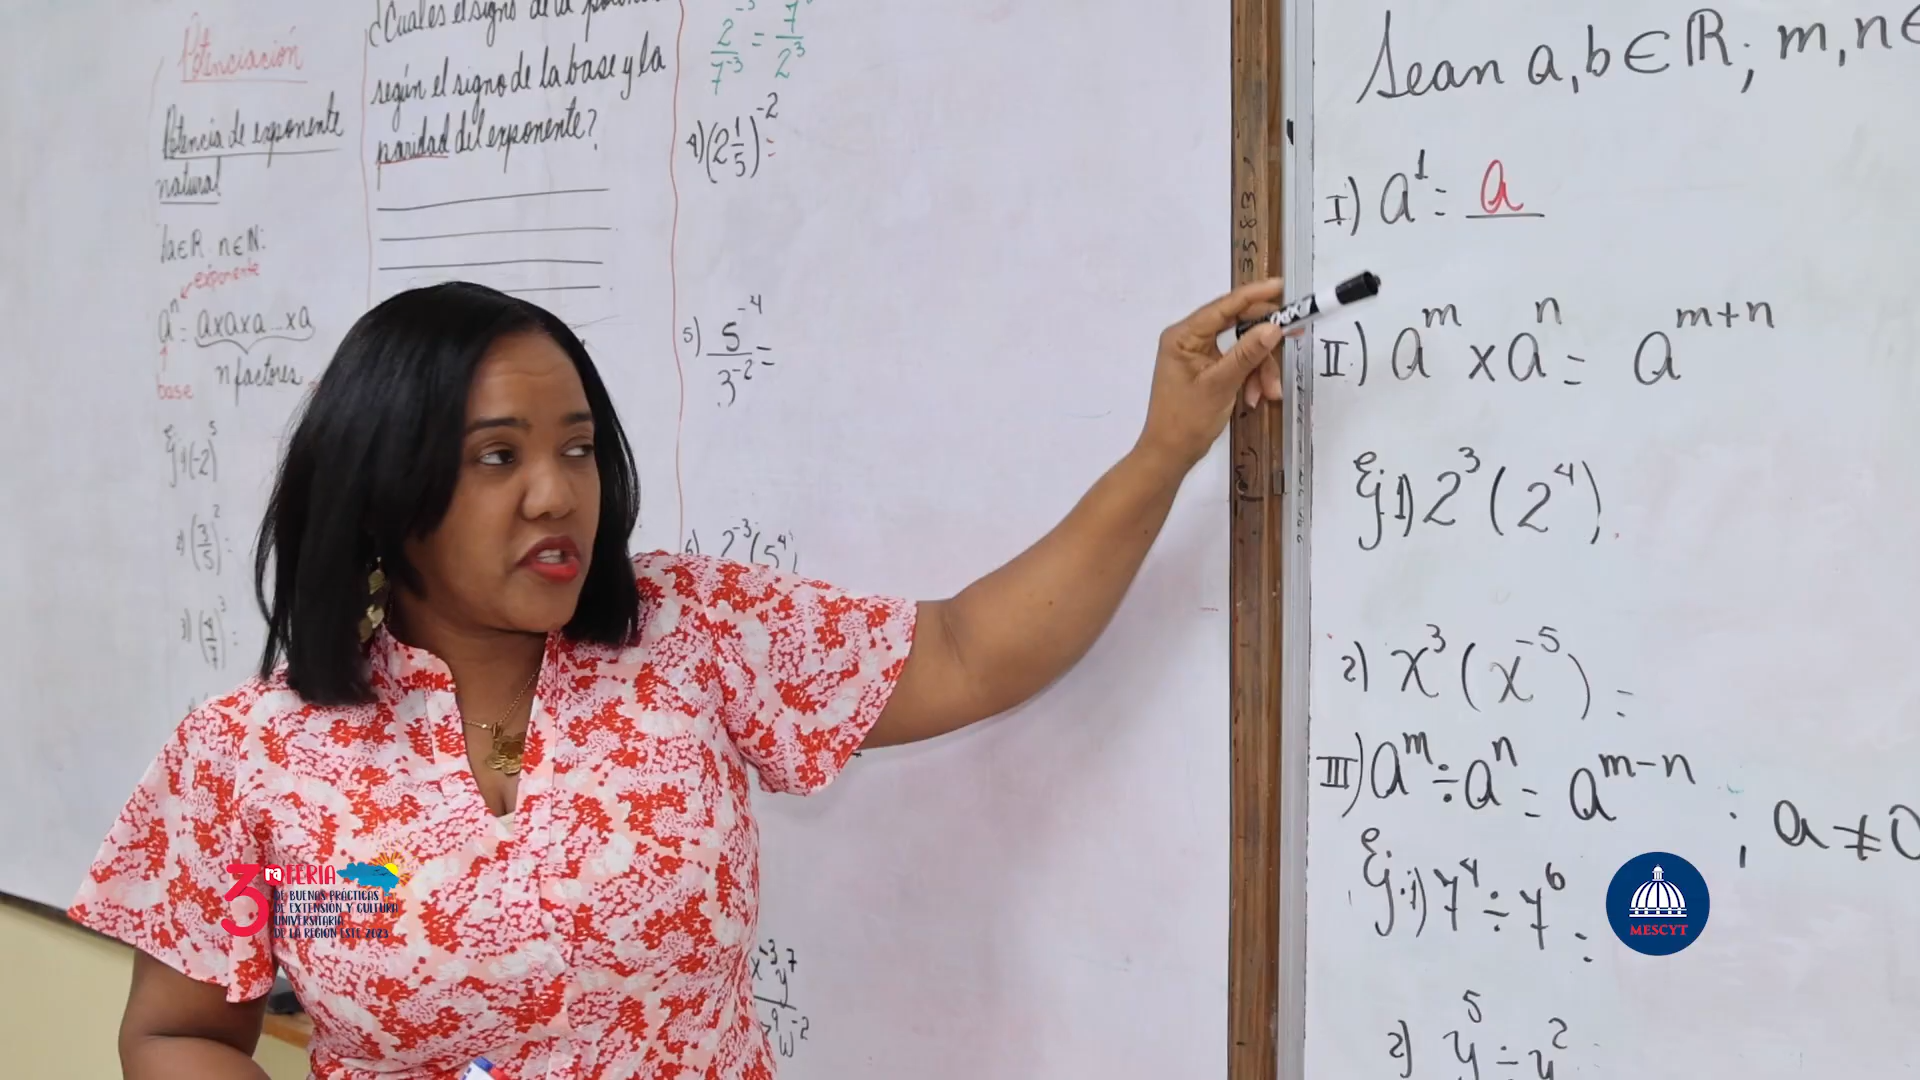 Potenciación
Potencia de exponente
natural
a∈R n∈N:
exponente
aⁿ = axaxa...xa
base
n factores
Ej 1) (-2)⁵
2) (3/5)² =
3) (4/7)³ =
¿Cuál es el signo de la
según el signo de la base y la
paridad del exponente?
2⁻³/7⁻³ = 7³/2³
4) (2 1/5)⁻² =
5) 5⁻⁴/3⁻² =
6) 2⁻³(5⁴)
x⁻³y⁷
w⁻²
3583
Sean a,b∈R; m,n∈
I) a¹ = a
II) aᵐ x aⁿ = aᵐ⁺ⁿ
Ej 1) 2³(2⁴)
2) x³(x⁻⁵) =
III) aᵐ ÷ aⁿ = aᵐ⁻ⁿ ; a ≠ 0
Ej. 1) 7⁴ ÷ 7⁶ =
2) y⁵ ÷ y²
3ra FERIA
DE BUENAS PRÁCTICAS
DE EXTENSIÓN Y CULTURA
UNIVERSITARIA
DE LA REGIÓN ESTE 2023
MESCYT